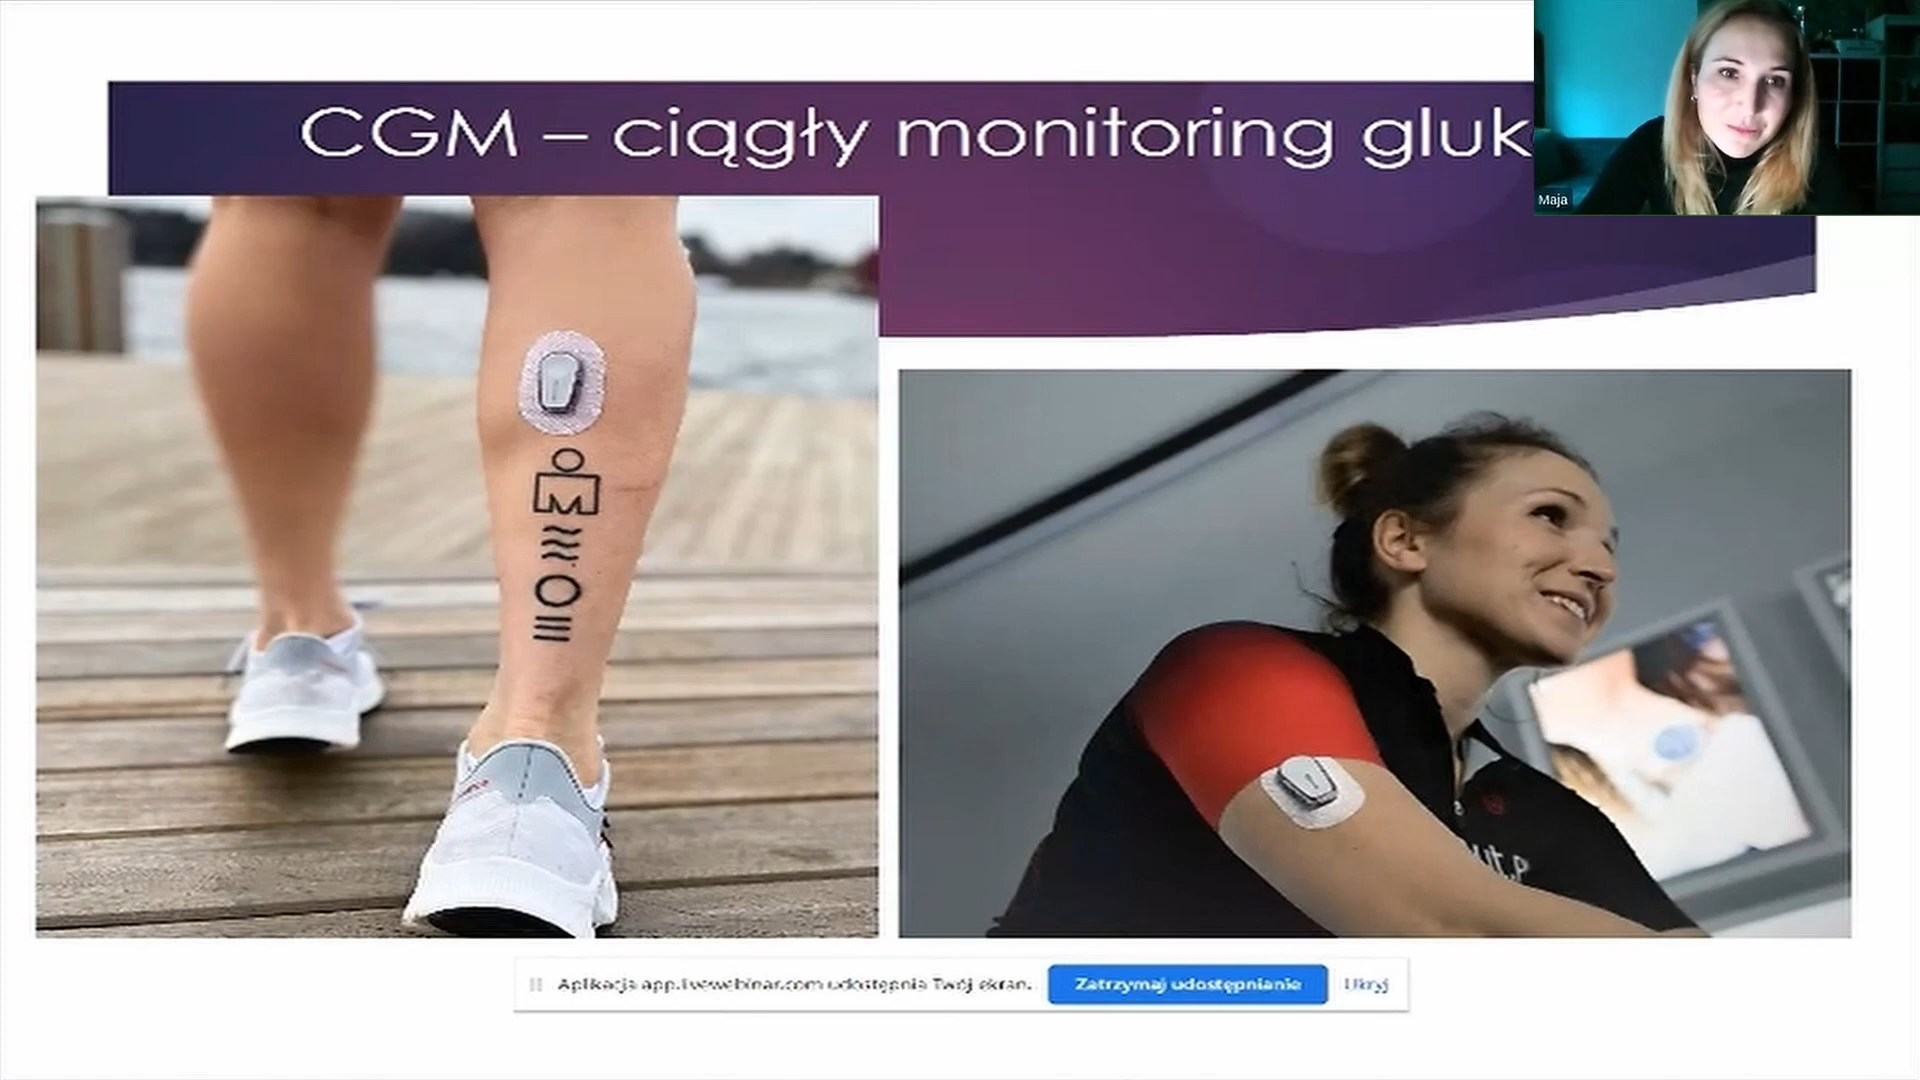 CGM – ciągły monitoring gluk
Maja
Aplikacja app.livewebinar.com udostępnia Twój ekran.
Zatrzymaj udostępnianie
Ukryj